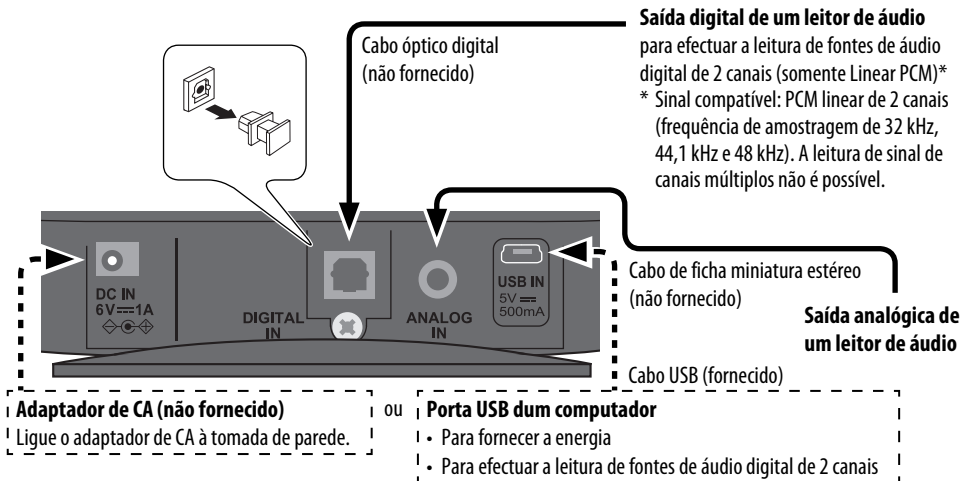 Cabo óptico digital
(não fornecido)
Saída digital de um leitor de áudio
para efectuar a leitura de fontes de áudio
digital de 2 canais (somente Linear PCM)*
* Sinal compatível: PCM linear de 2 canais
(frequência de amostragem de 32 kHz,
44,1 kHz e 48 kHz). A leitura de sinal de
canais múltiplos não é possível.
DC IN
6V⎓1A
DIGITAL
IN
ANALOG
IN
USB IN
5V⎓
500mA
Cabo de ficha miniatura estéreo
(não fornecido)
Saída analógica de
um leitor de áudio
Cabo USB (fornecido)
Adaptador de CA (não fornecido)
Ligue o adaptador de CA à tomada de parede.
ou
Porta USB dum computador
• Para fornecer a energia
• Para efectuar a leitura de fontes de áudio digital de 2 canais